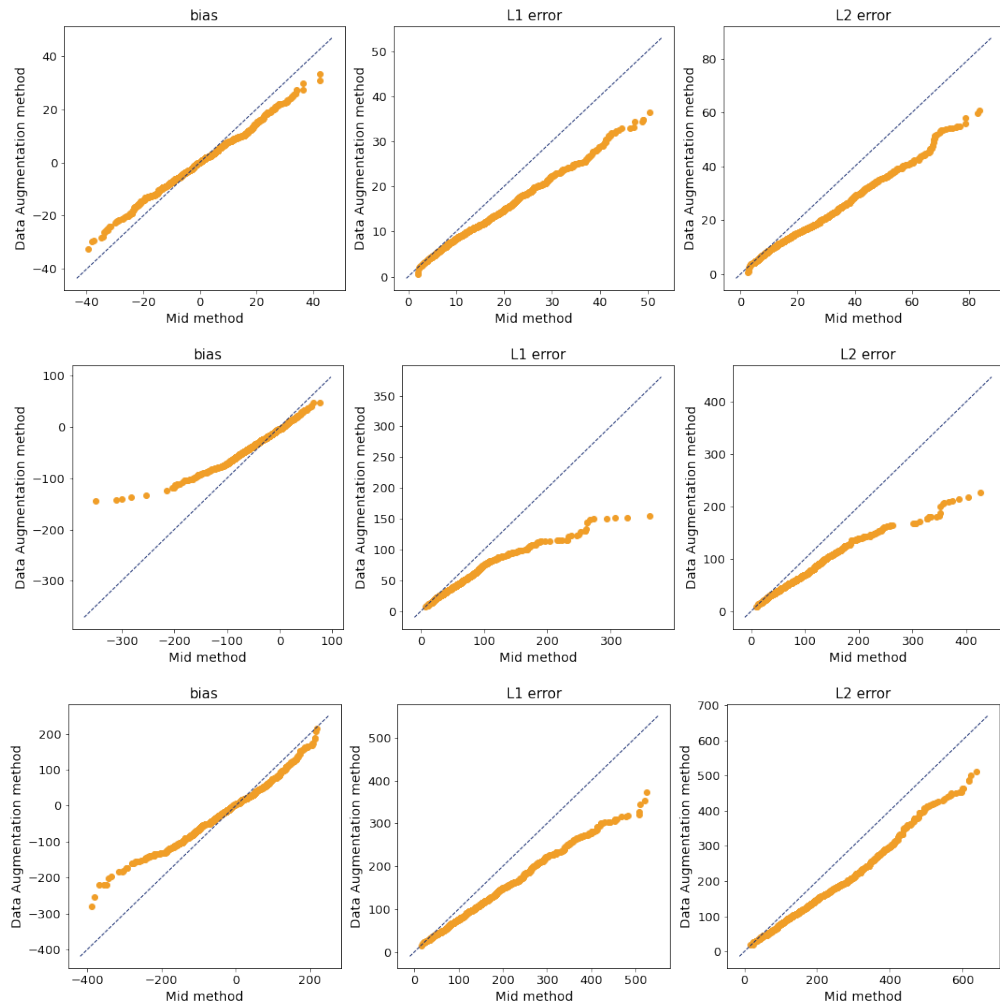 bias L1 error L2 error
Data Augmentation method
40
20
0
−20
−40
−40 −20 0 20 40
Mid method
Data Augmentation method
50
40
30
20
10
0
0 10 20 30 40 50
Mid method
Data Augmentation method
80
60
40
20
0
0 20 40 60 80
Mid method
bias L1 error L2 error
Data Augmentation method
100
0
−100
−200
−300
−300 −200 −100 0 100
Mid method
Data Augmentation method
350
300
250
200
150
100
50
0
0 100 200 300
Mid method
Data Augmentation method
400
300
200
100
0
0 100 200 300 400
Mid method
bias L1 error L2 error
Data Augmentation method
200
100
0
−100
−200
−300
−400
−400 −200 0 200
Mid method
Data Augmentation method
500
400
300
200
100
0
0 100 200 300 400 500
Mid method
Data Augmentation method
700
600
500
400
300
200
100
0
0 200 400 600
Mid method